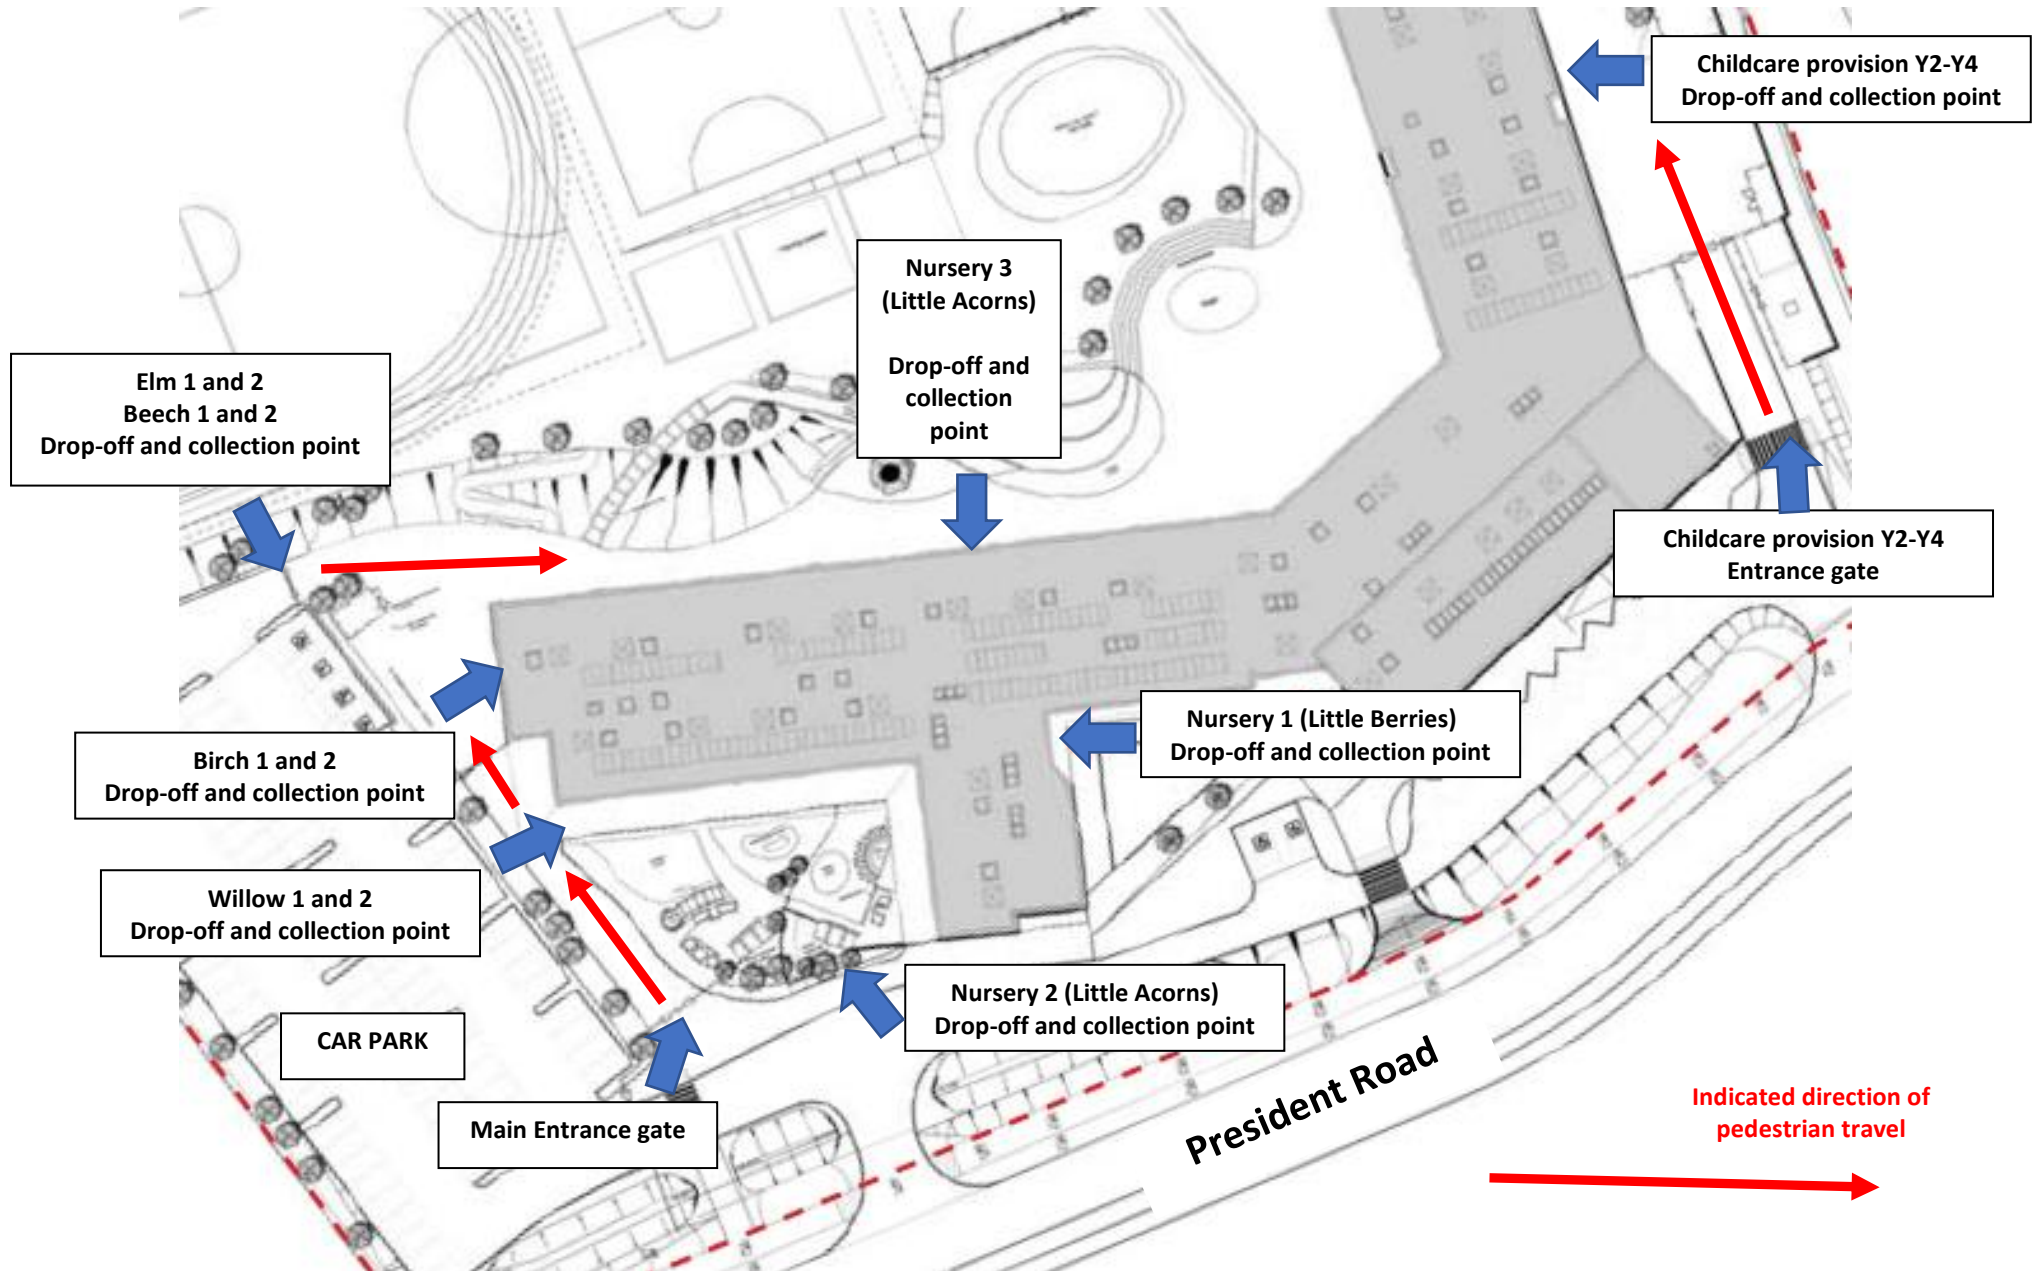 Childcare provision Y2-Y4
Drop-off and collection point
Nursery 3
(Little Acorns)
Drop-off and
collection
point
Elm 1 and 2
Beech 1 and 2
Drop-off and collection point
Childcare provision Y2-Y4
Entrance gate
Nursery 1 (Little Berries)
Drop-off and collection point
Birch 1 and 2
Drop-off and collection point
Willow 1 and 2
Drop-off and collection point
Nursery 2 (Little Acorns)
Drop-off and collection point
CAR PARK
Main Entrance gate
President Road
Indicated direction of
pedestrian travel